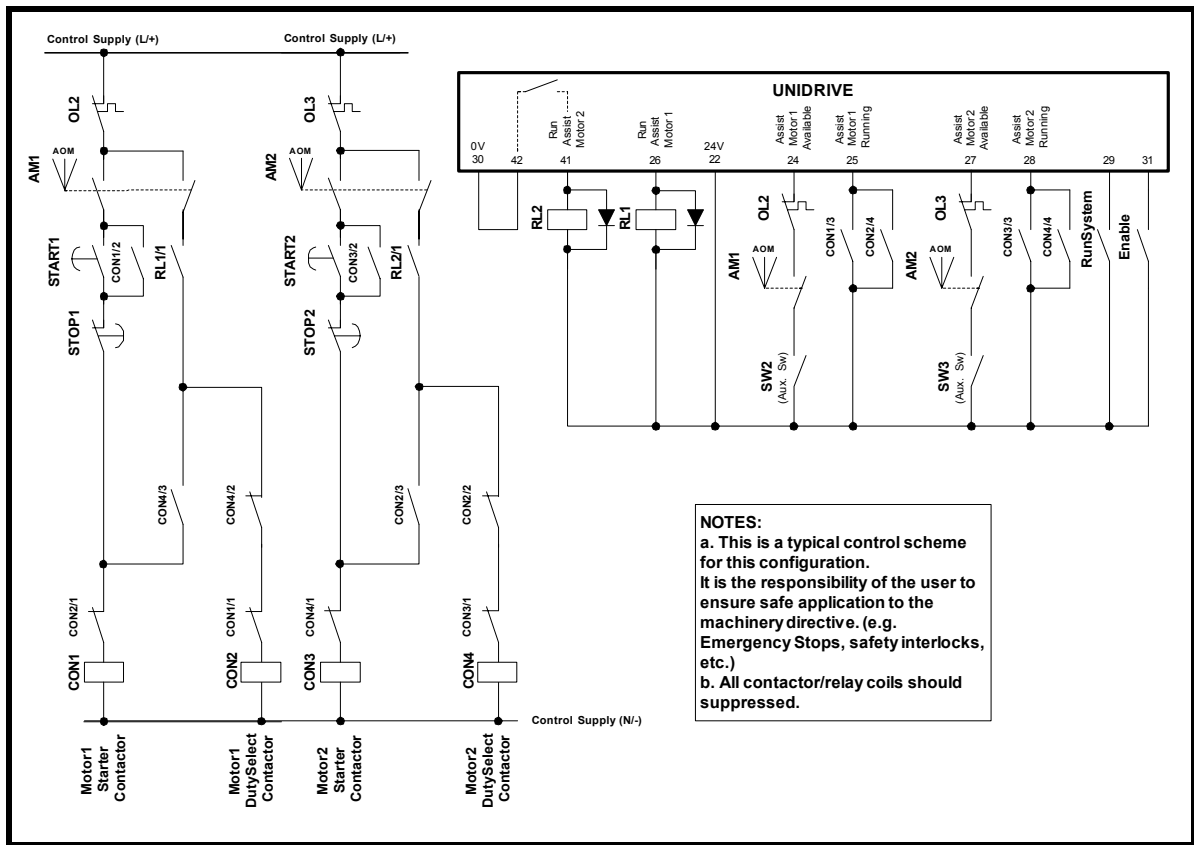 Control Supply (L/+)
Control Supply (L/+)
OL2
OL3
AM1
AOM
AM2
AOM
START1
CON1/2
RL1/1
START2
CON3/2
RL2/1
STOP1
STOP2
CON4/3
CON4/2
CON2/3
CON2/2
CON2/1
CON1/1
CON4/1
CON3/1
CON1
CON2
CON3
CON4
Control Supply (N/-)
Motor1
Starter
Contactor
Motor1
DutySelect
Contactor
Motor2
Starter
Contactor
Motor2
DutySelect
Contactor
UNIDRIVE
0V
30
42
Run
Assist
Motor 2
41
Run
Assist
Motor 1
26
24V
22
Assist
Motor1
Available
24
Assist
Motor1
Running
25
Assist
Motor2
Available
27
Assist
Motor2
Running
28
29
31
RL2
RL1
OL2
CON1/3
CON2/4
OL3
CON3/3
CON4/4
RunSystem
Enable
AM1
AOM
AM2
AOM
SW2
(Aux. Sw)
SW3
(Aux. Sw)
NOTES:
a. This is a typical control scheme
for this configuration.
It is the responsibility of the user to
ensure safe application to the
machinery directive. (e.g.
Emergency Stops, safety interlocks,
etc.)
b. All contactor/relay coils should
suppressed.